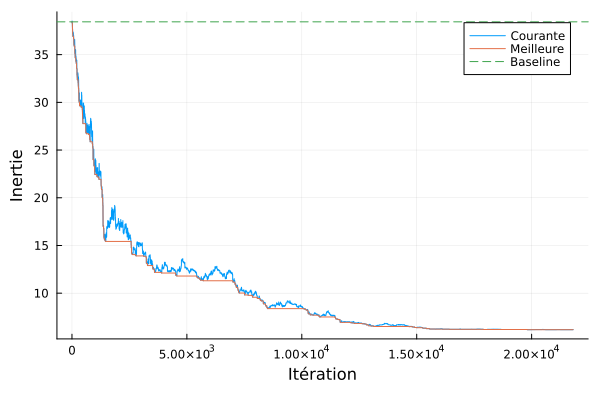 Inertie
35
30
25
20
15
10
Courante
Meilleure
Baseline
0
5.00×10³
1.00×10⁴
1.50×10⁴
2.00×10⁴
Itération